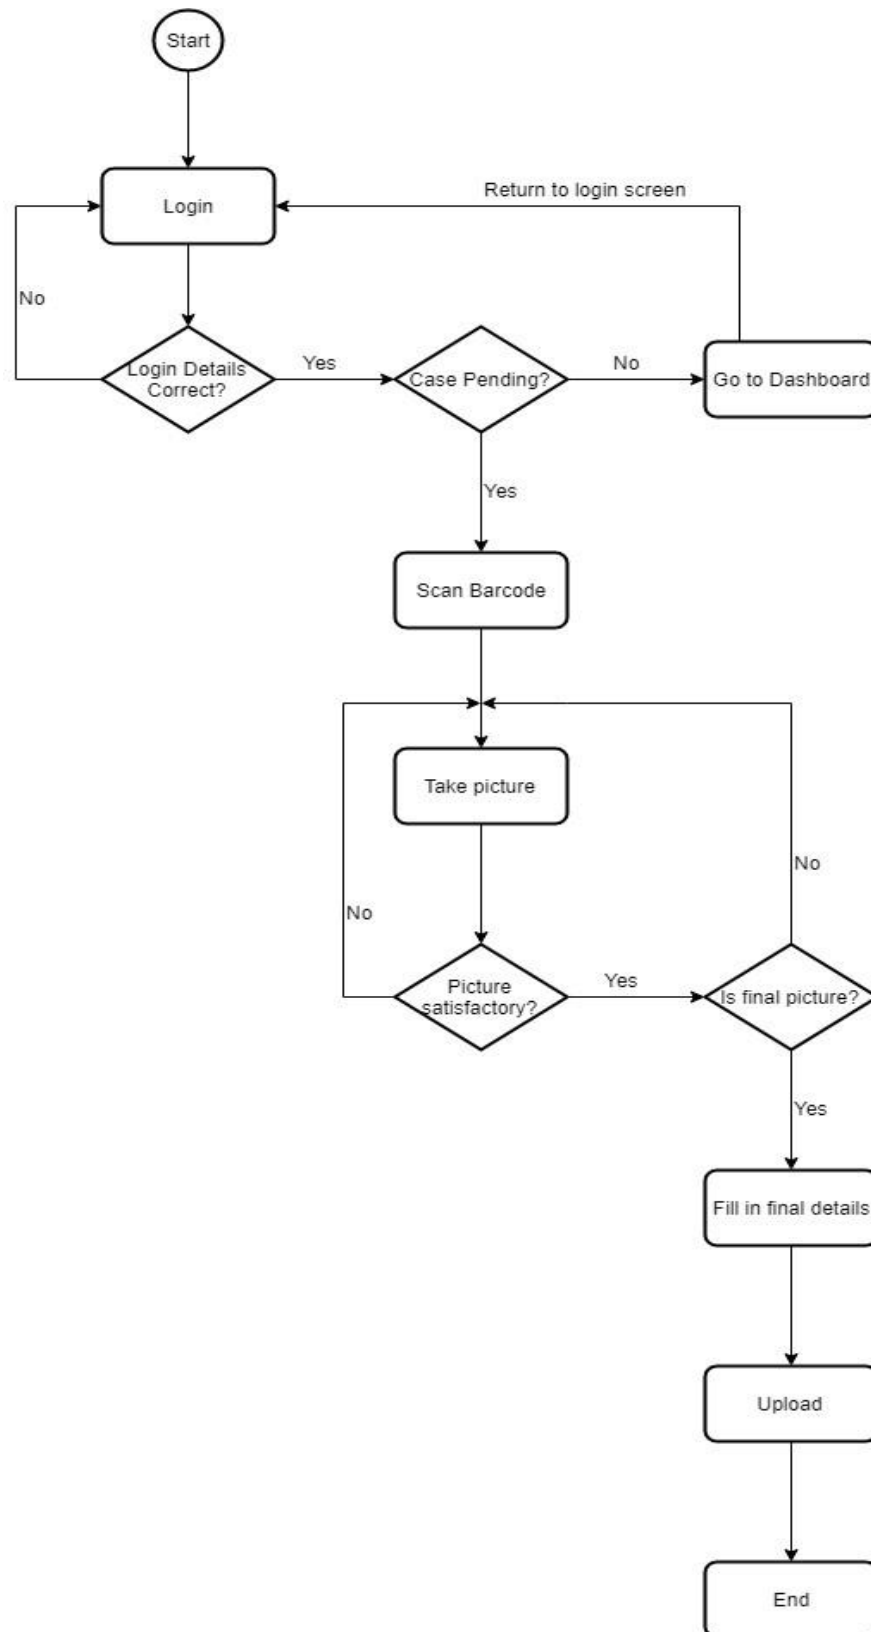 Start
Return to login screen
Login
No
Login Details
Correct?
Yes
Case Pending?
No
Go to Dashboard
Yes
Scan Barcode
Take picture
No
No
Picture
satisfactory?
Yes
Is final picture?
Yes
Fill in final details
Upload
End